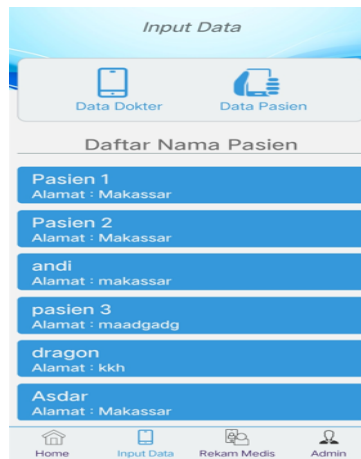 Input Data
Data Dokter Data Pasien
Daftar Nama Pasien
Pasien 1
Alamat : Makassar
Pasien 2
Alamat : Makassar
andi
Alamat : makassar
pasien 3
Alamat : maadgadg
dragon
Alamat : kkh
Asdar
Alamat : Makassar
Home Input Data Rekam Medis Admin